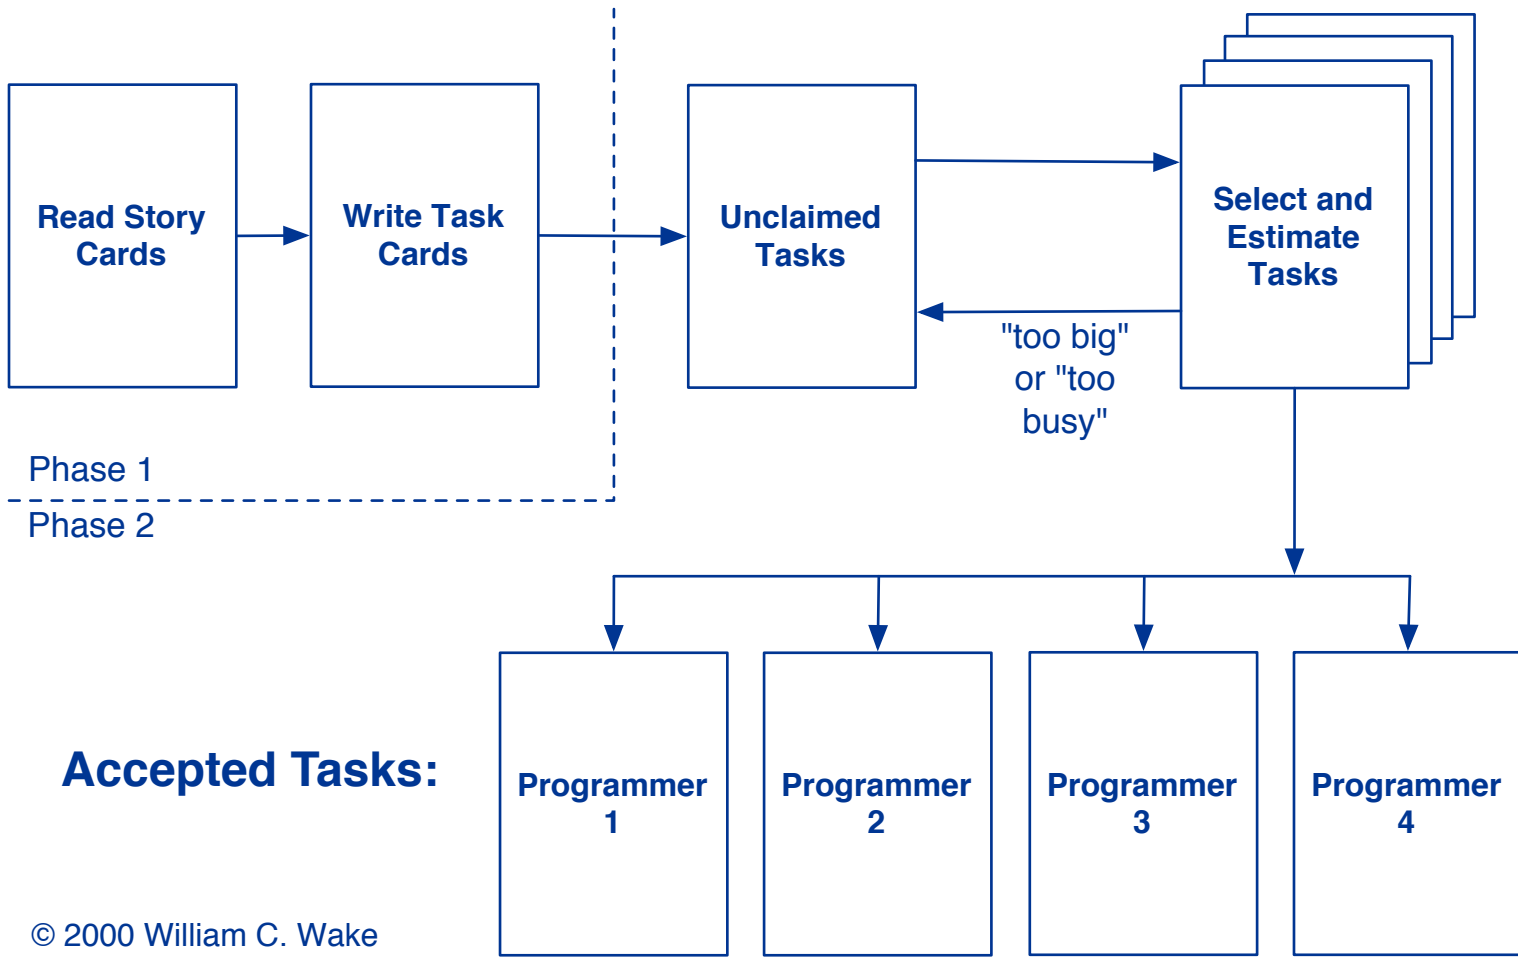 Read Story
Cards
Write Task
Cards
Unclaimed
Tasks
Select and
Estimate
Tasks
"too big"
or "too
busy"
Phase 1
Phase 2
Accepted Tasks:
Programmer
1
Programmer
2
Programmer
3
Programmer
4
© 2000 William C. Wake